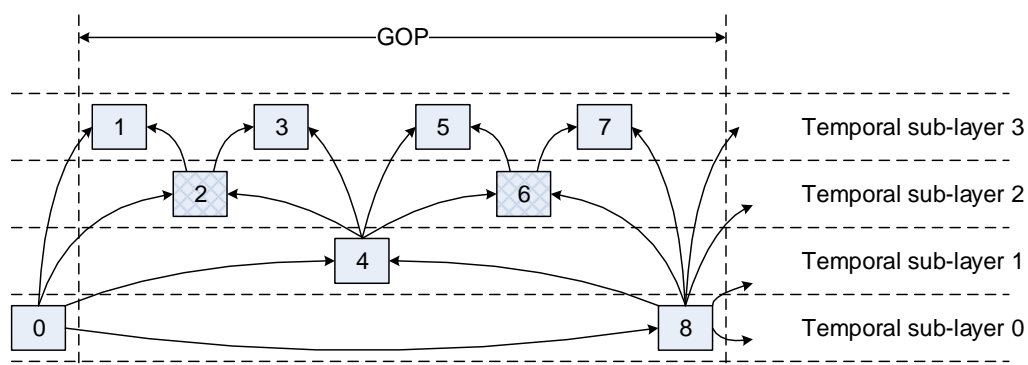 GOP
1 3 5 7 Temporal sub-layer 3
2 6 Temporal sub-layer 2
4 Temporal sub-layer 1
0 8 Temporal sub-layer 0